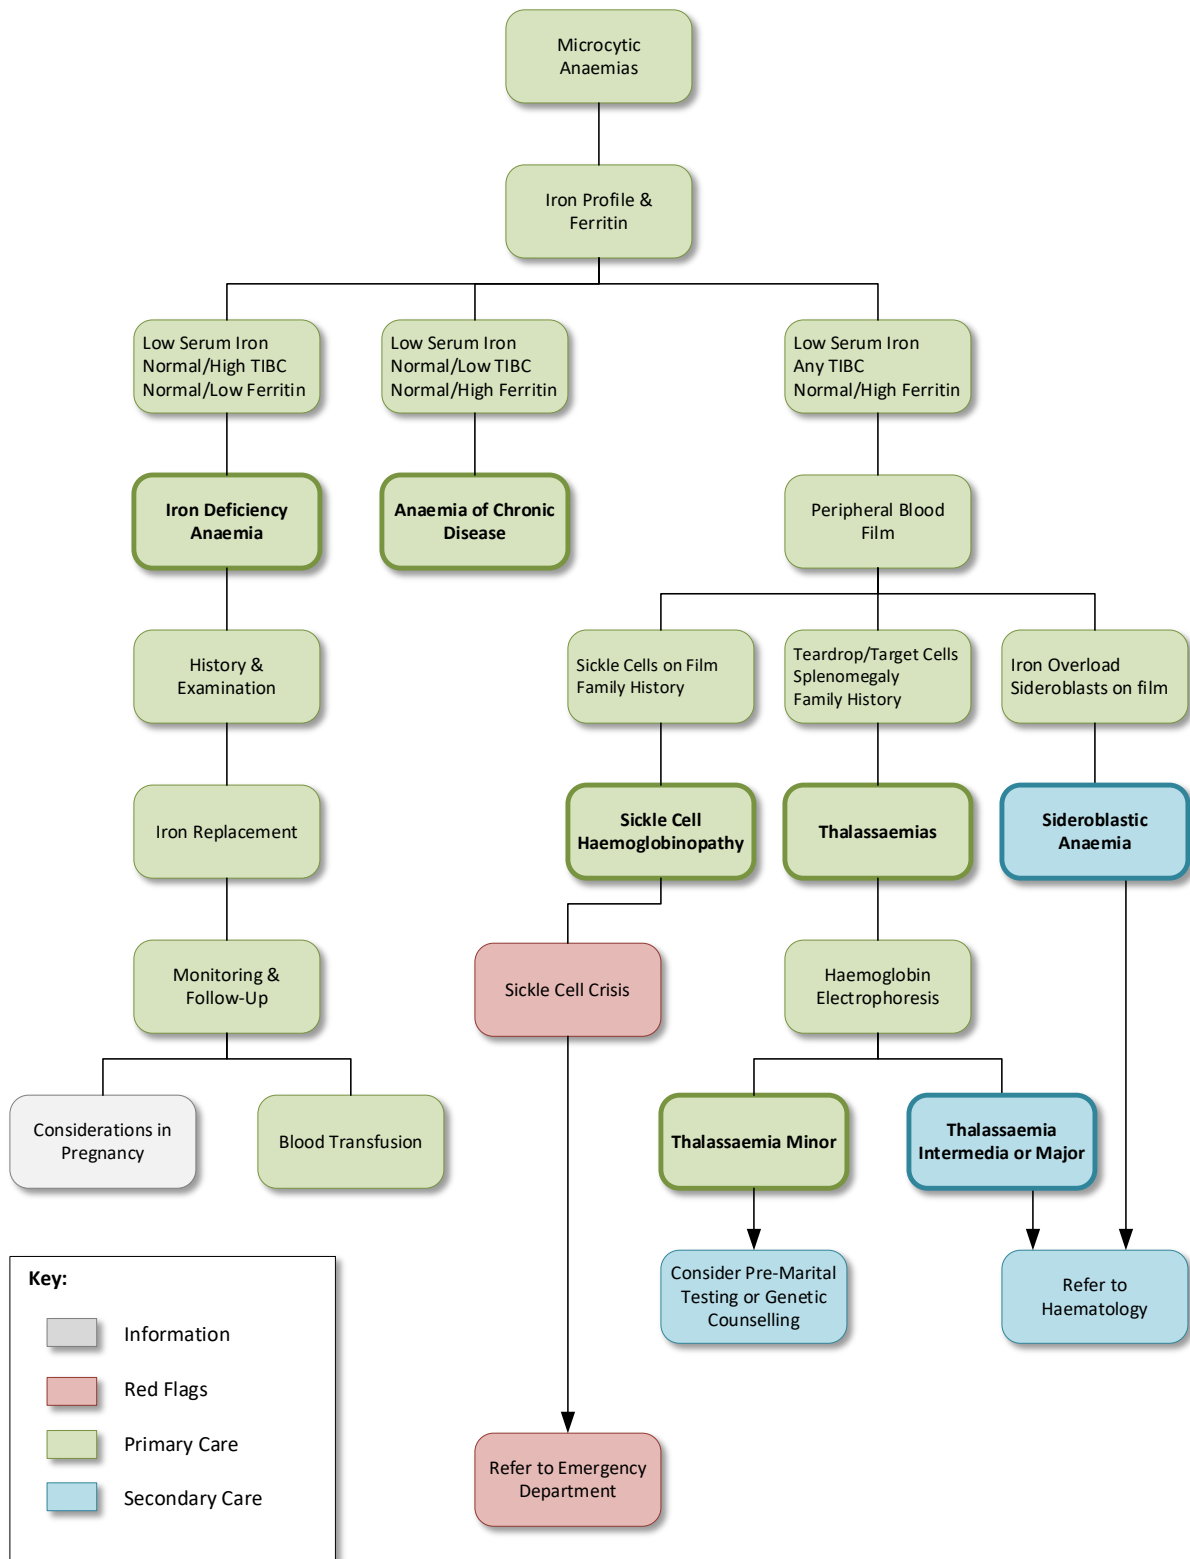 Microcytic
Anaemias
Iron Profile &
Ferritin
Low Serum Iron
Normal/High TIBC
Normal/Low Ferritin
Low Serum Iron
Normal/Low TIBC
Normal/High Ferritin
Low Serum Iron
Any TIBC
Normal/High Ferritin
Iron Deficiency
Anaemia
Anaemia of Chronic
Disease
Peripheral Blood
Film
History &
Examination
Sickle Cells on Film
Family History
Teardrop/Target Cells
Splenomegaly
Family History
Iron Overload
Sideroblasts on film
Iron Replacement
Sickle Cell
Haemoglobinopathy
Thalassaemias
Sideroblastic
Anaemia
Monitoring &
Follow-Up
Sickle Cell Crisis
Haemoglobin
Electrophoresis
Considerations in
Pregnancy
Blood Transfusion
Thalassaemia Minor
Thalassaemia
Intermedia or Major
Consider Pre-Marital
Testing or Genetic
Counselling
Refer to
Haematology
Key:
Information
Red Flags
Primary Care
Secondary Care
Refer to Emergency
Department